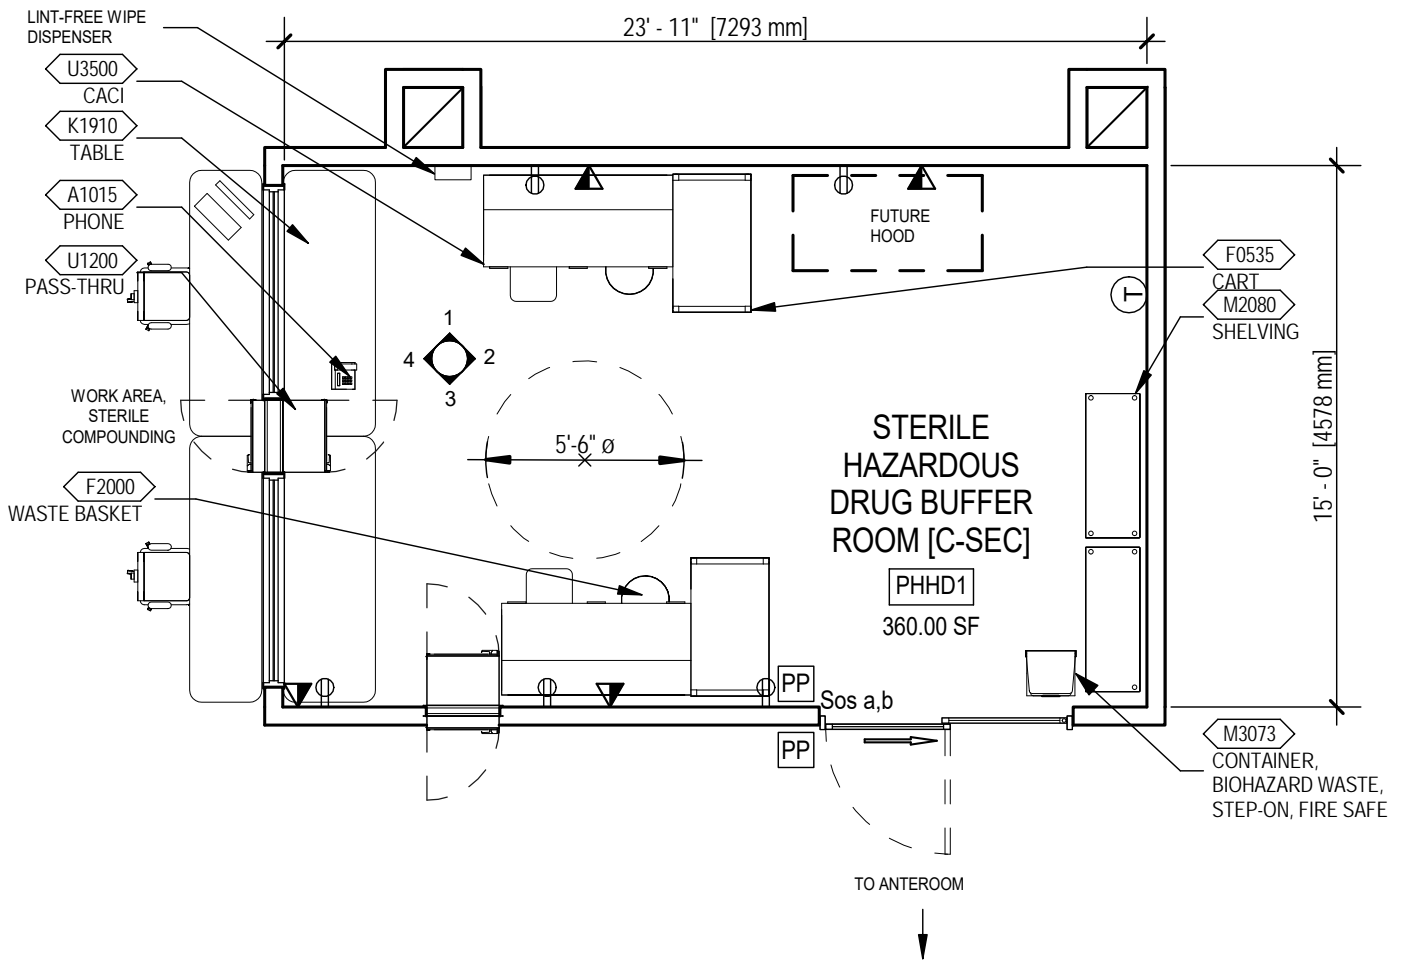 LINT-FREE WIPE
DISPENSER
23' - 11" [7293 mm]
U3500
CACI
K1910
TABLE
A1015
PHONE
U1200
PASS-THRU
FUTURE
HOOD
F0535
CART
M2080
SHELVING
T
1
4
2
3
WORK AREA,
STERILE
COMPOUNDING
5'-6" Ø
15' - 0" [4578 mm]
STERILE
HAZARDOUS
DRUG BUFFER
ROOM [C-SEC]
PHHD1
360.00 SF
F2000
WASTE BASKET
PP
Sos a,b
PP
M3073
CONTAINER,
BIOHAZARD WASTE,
STEP-ON, FIRE SAFE
TO ANTEROOM